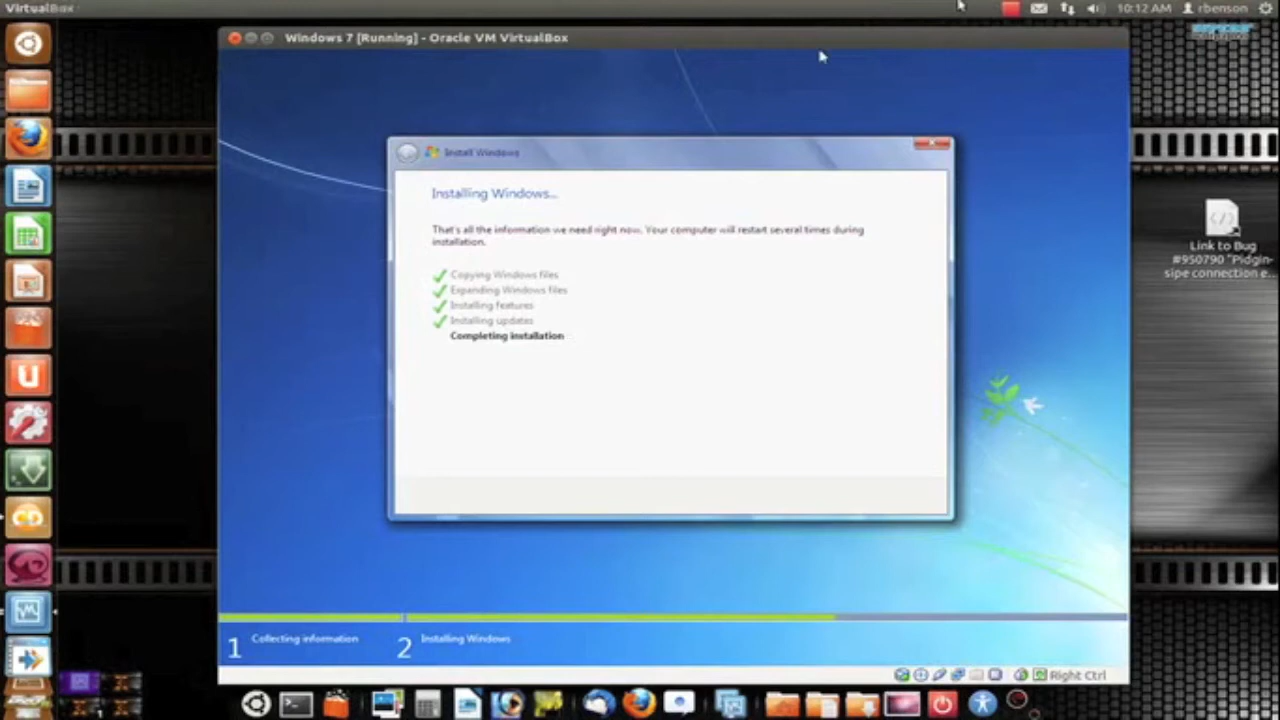 VirtualBox
10:12 AM rbenson
Windows 7 [Running] - Oracle VM VirtualBox
Install Windows
Installing Windows...
That's all the information we need right now. Your computer will restart several times during
installation.
Copying Windows files
Expanding Windows files
Installing features
Installing updates
Completing installation
Link to Bug
#950790 "Pidgin-
sipe connection e...
1 Collecting information 2 Installing Windows
Right Ctrl